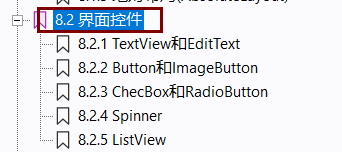 8.2 界面控件
8.2.1 TextView和EditText
8.2.2 Button和ImageButton
8.2.3 ChecBox和RadioButton
8.2.4 Spinner
8.2.5 ListView